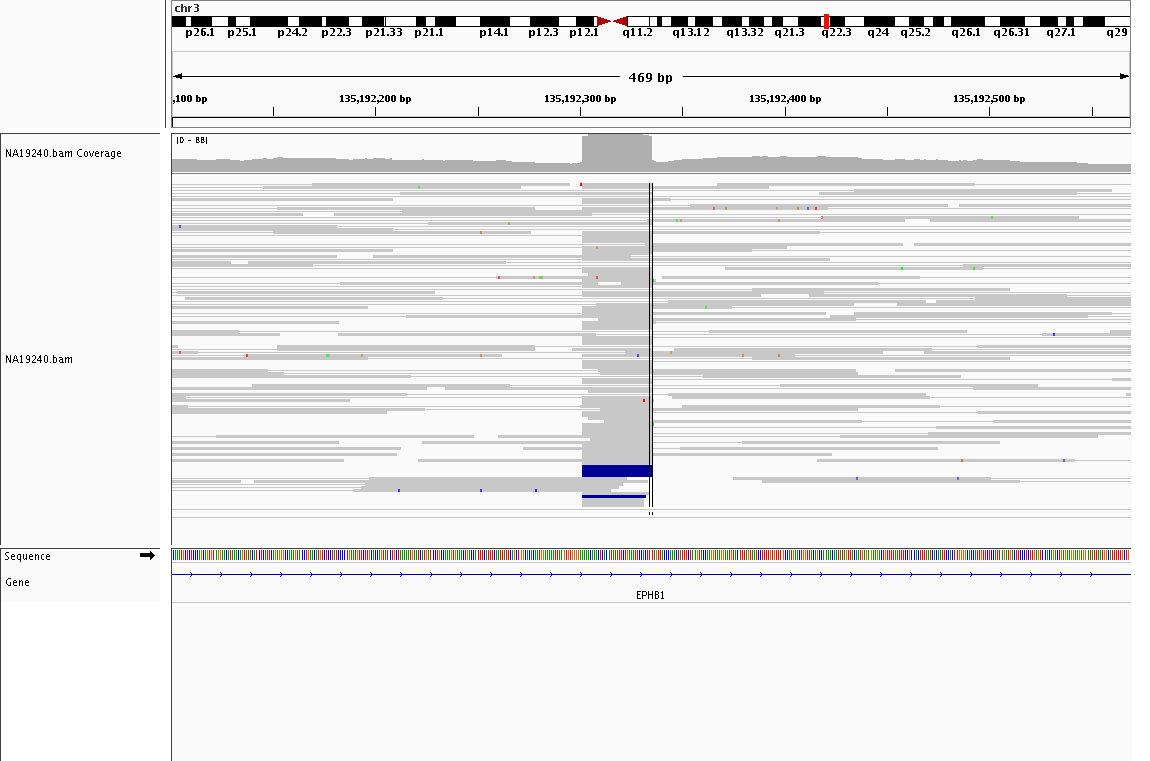 chr3
p26.1 p25.1 p24.2 p22.3 p21.33 p21.1 p14.1 p12.3 p12.1 q11.2 q13.12 q13.32 q21.3 q22.3 q24 q25.2 q26.1 q26.31 q27.1 q29
469 bp
,100 bp 135,192,200 bp 135,192,300 bp 135,192,400 bp 135,192,500 bp
[0 - 88]
NA19240.bam Coverage
NA19240.bam
Sequence
Gene
EPHB1